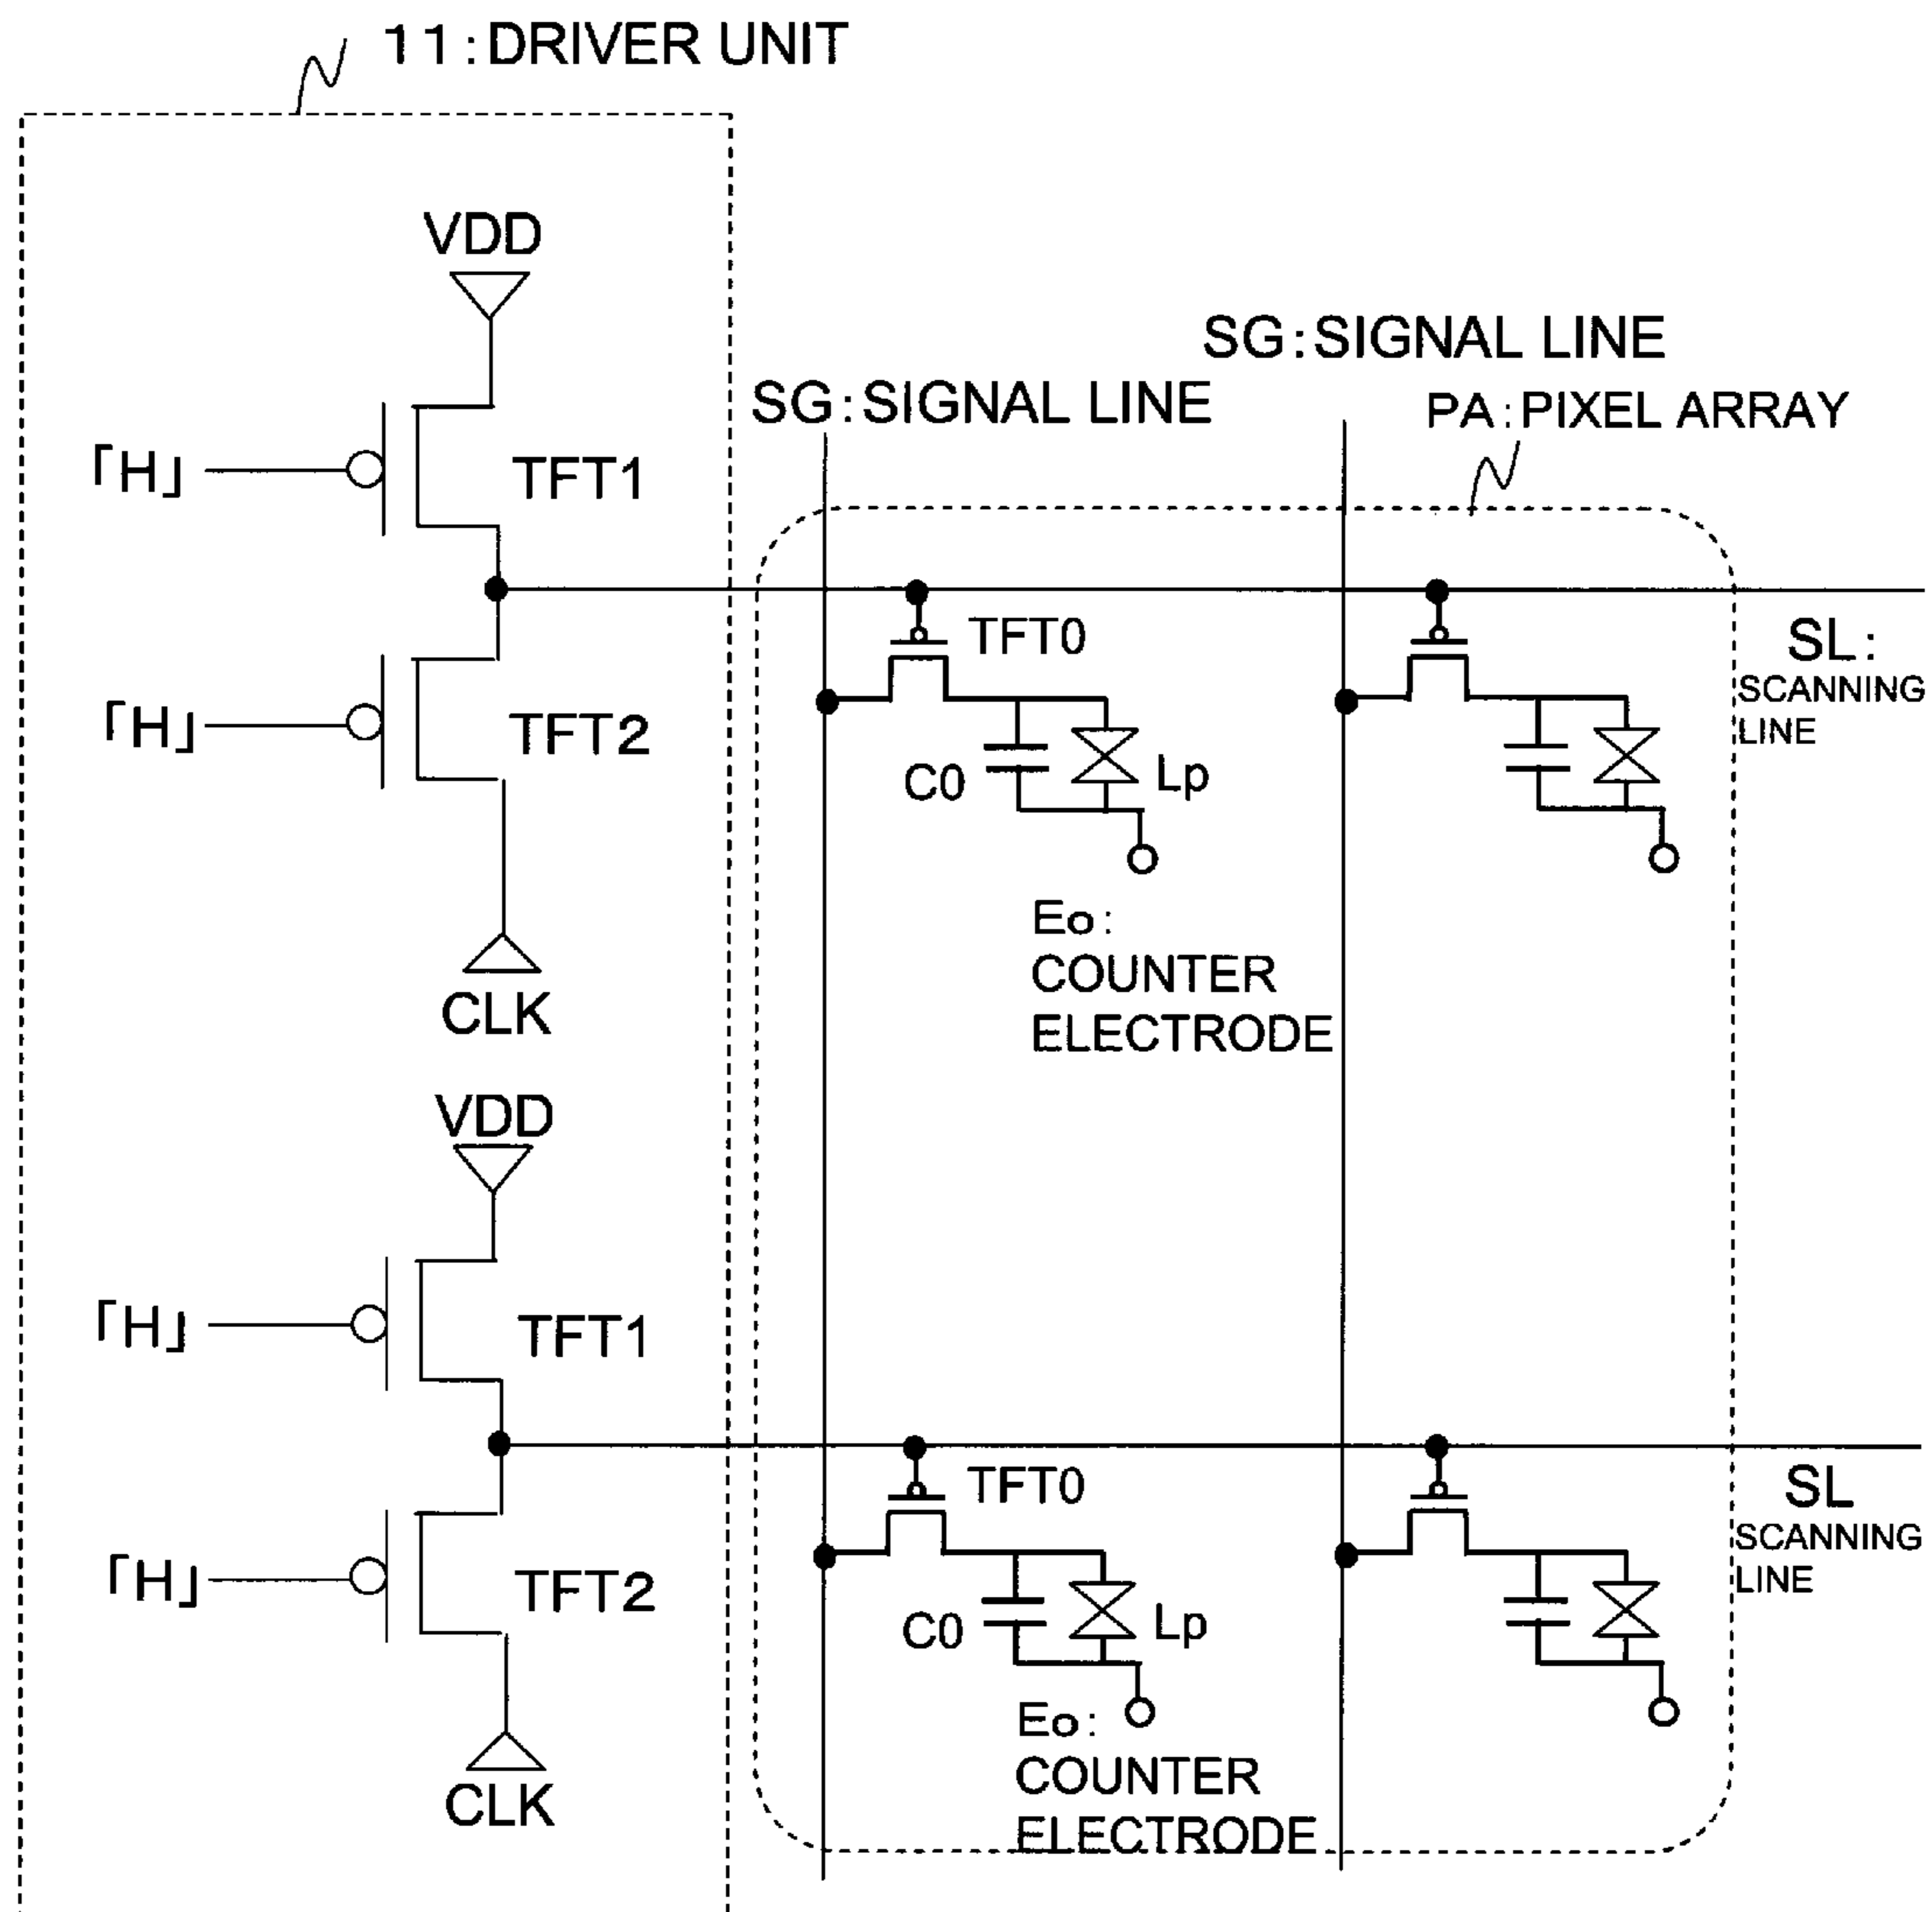 11:DRIVER UNIT
VDD
SG:SIGNAL LINE
SG:SIGNAL LINE
PA:PIXEL ARRAY
「H」
TFT1
TFT0
SL:
SCANNING
LINE
「H」
TFT2
C0
Lp
Eo:
COUNTER
ELECTRODE
CLK
VDD
「H」
TFT1
TFT0
SL
SCANNING
LINE
「H」
TFT2
C0
Lp
Eo:
COUNTER
ELECTRODE
CLK